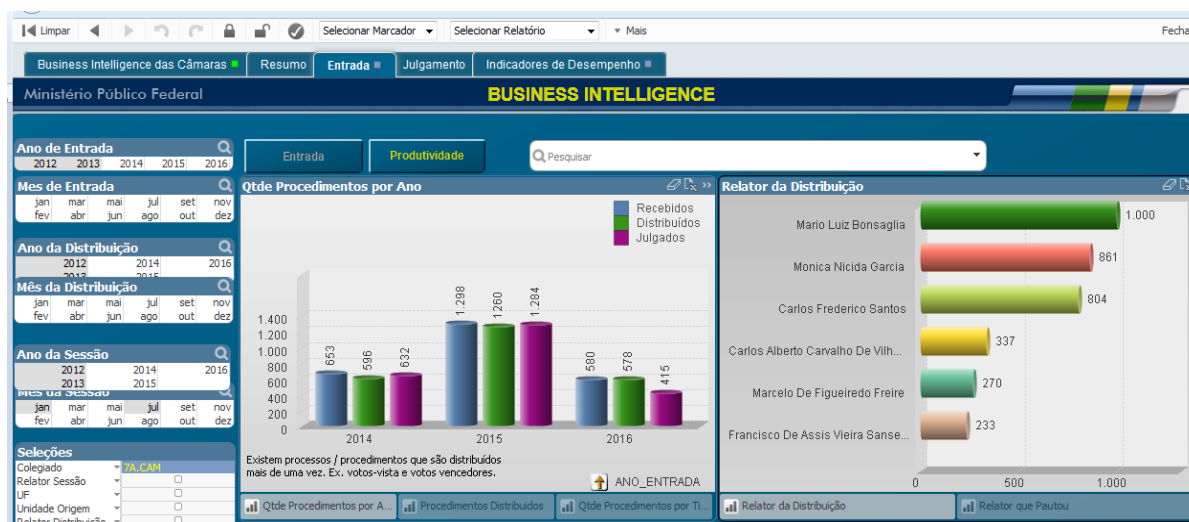 Limpar
Selecionar Marcador
Selecionar Relatório
Mais
Fecha
Business Intelligence das Câmaras
Resumo
Entrada
Julgamento
Indicadores de Desempenho
Ministério Público Federal
BUSINESS INTELLIGENCE
Ano de Entrada
2012 2013 2014 2015 2016
Mes de Entrada
jan mar mai jul set nov
fev abr jun ago out dez
Ano da Distribuição
2012 2014 2016
2013 2015
Mês da Distribuição
jan mar mai jul set nov
fev abr jun ago out dez
Ano da Sessão
2012 2014 2016
2013 2015
Mês da Sessão
jan mar mai jul set nov
fev abr jun ago out dez
Seleções
Colegiado 7A.CAM
Relator Sessão
UF
Unidade Origem
Relator Distribuição
Entrada
Produtividade
Pesquisar
Qtde Procedimentos por Ano
Recebidos
Distribuídos
Julgados
1.400
1.200
1.000
800
600
400
200
0
653 596 632
1.298 1260 1.284
580 578 415
2014 2015 2016
Existem processos / procedimentos que são distribuídos
mais de uma vez. Ex. votos-vista e votos vencedores.
ANO_ENTRADA
Qtde Procedimentos por A...
Procedimentos Distribuidos
Qtde Procedimentos por Ti...
Relator da Distribuição
Mario Luiz Bonsaglia 1.000
Monica Nicida Garcia 861
Carlos Frederico Santos 804
Carlos Alberto Carvalho De Vilh... 337
Marcelo De Figueiredo Freire 270
Francisco De Assis Vieira Sanse... 233
0 500 1.000
Relator da Distribuição
Relator que Pautou